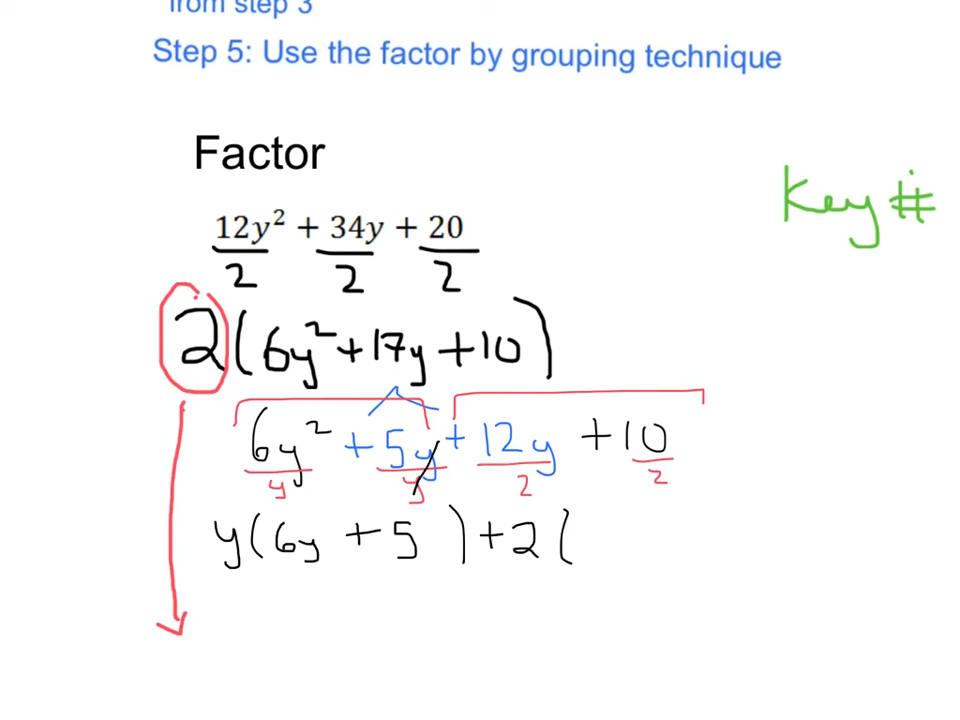 from step 3
Step 5: Use the factor by grouping technique
Factor
Key #
12y² + 34y + 20
2 2 2
2(6y²+17y+10)
6y² +5y+12y +10
y y 2 2
y(6y +5)+2(